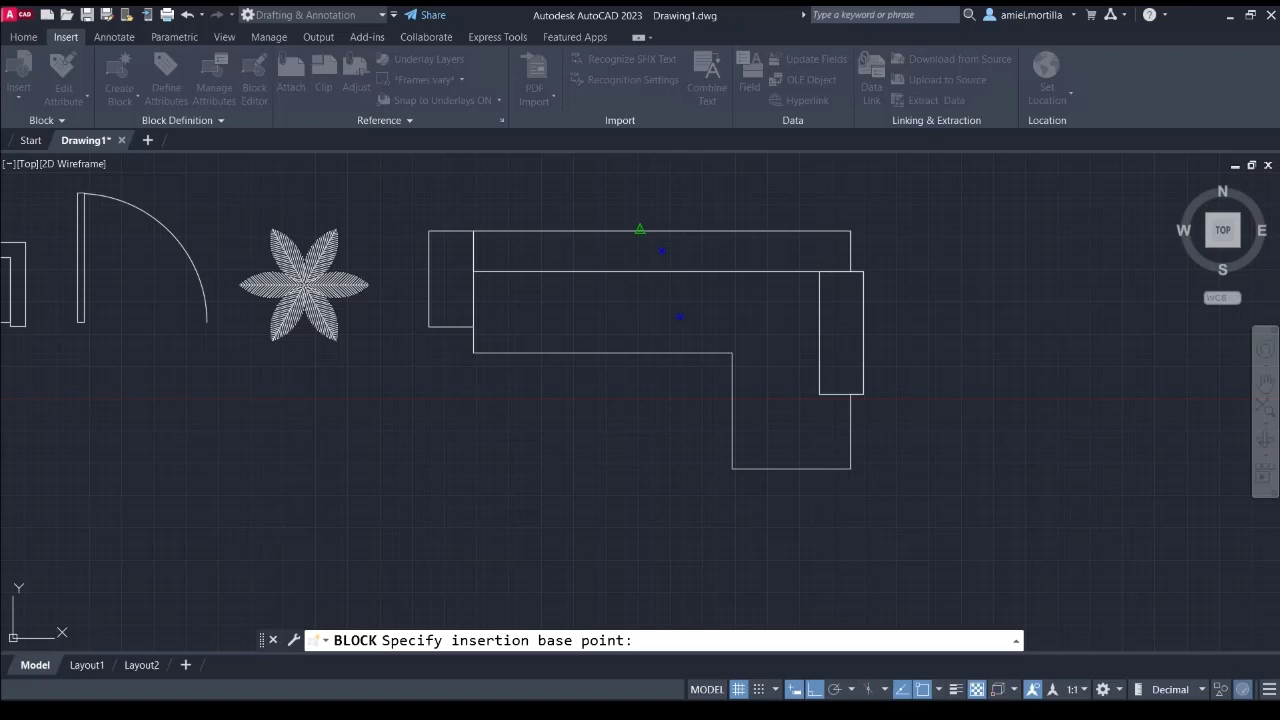 CAD
Drafting & Annotation
Share
Autodesk AutoCAD 2023 Drawing1.dwg
Type a keyword or phrase
amiel.mortilla
Home Insert Annotate Parametric View Manage Output Add-ins Collaborate Express Tools Featured Apps
Insert
Edit Attribute
Create Block
Define Attributes
Manage Attributes
Block Editor
Attach
Clip
Adjust
Underlay Layers
*Frames vary*
Snap to Underlays ON
PDF Import
Recognize SHX Text
Recognition Settings
Combine Text
Field
Update Fields
OLE Object
Hyperlink
Data Link
Download from Source
Upload to Source
Extract Data
Set Location
Block
Block Definition
Reference
Import
Data
Linking & Extraction
Location
Start
Drawing1*
[−][Top][2D Wireframe]
N
W
TOP
E
S
WCS
Y
X
BLOCK Specify insertion base point:
Model Layout1 Layout2
MODEL
1:1
Decimal